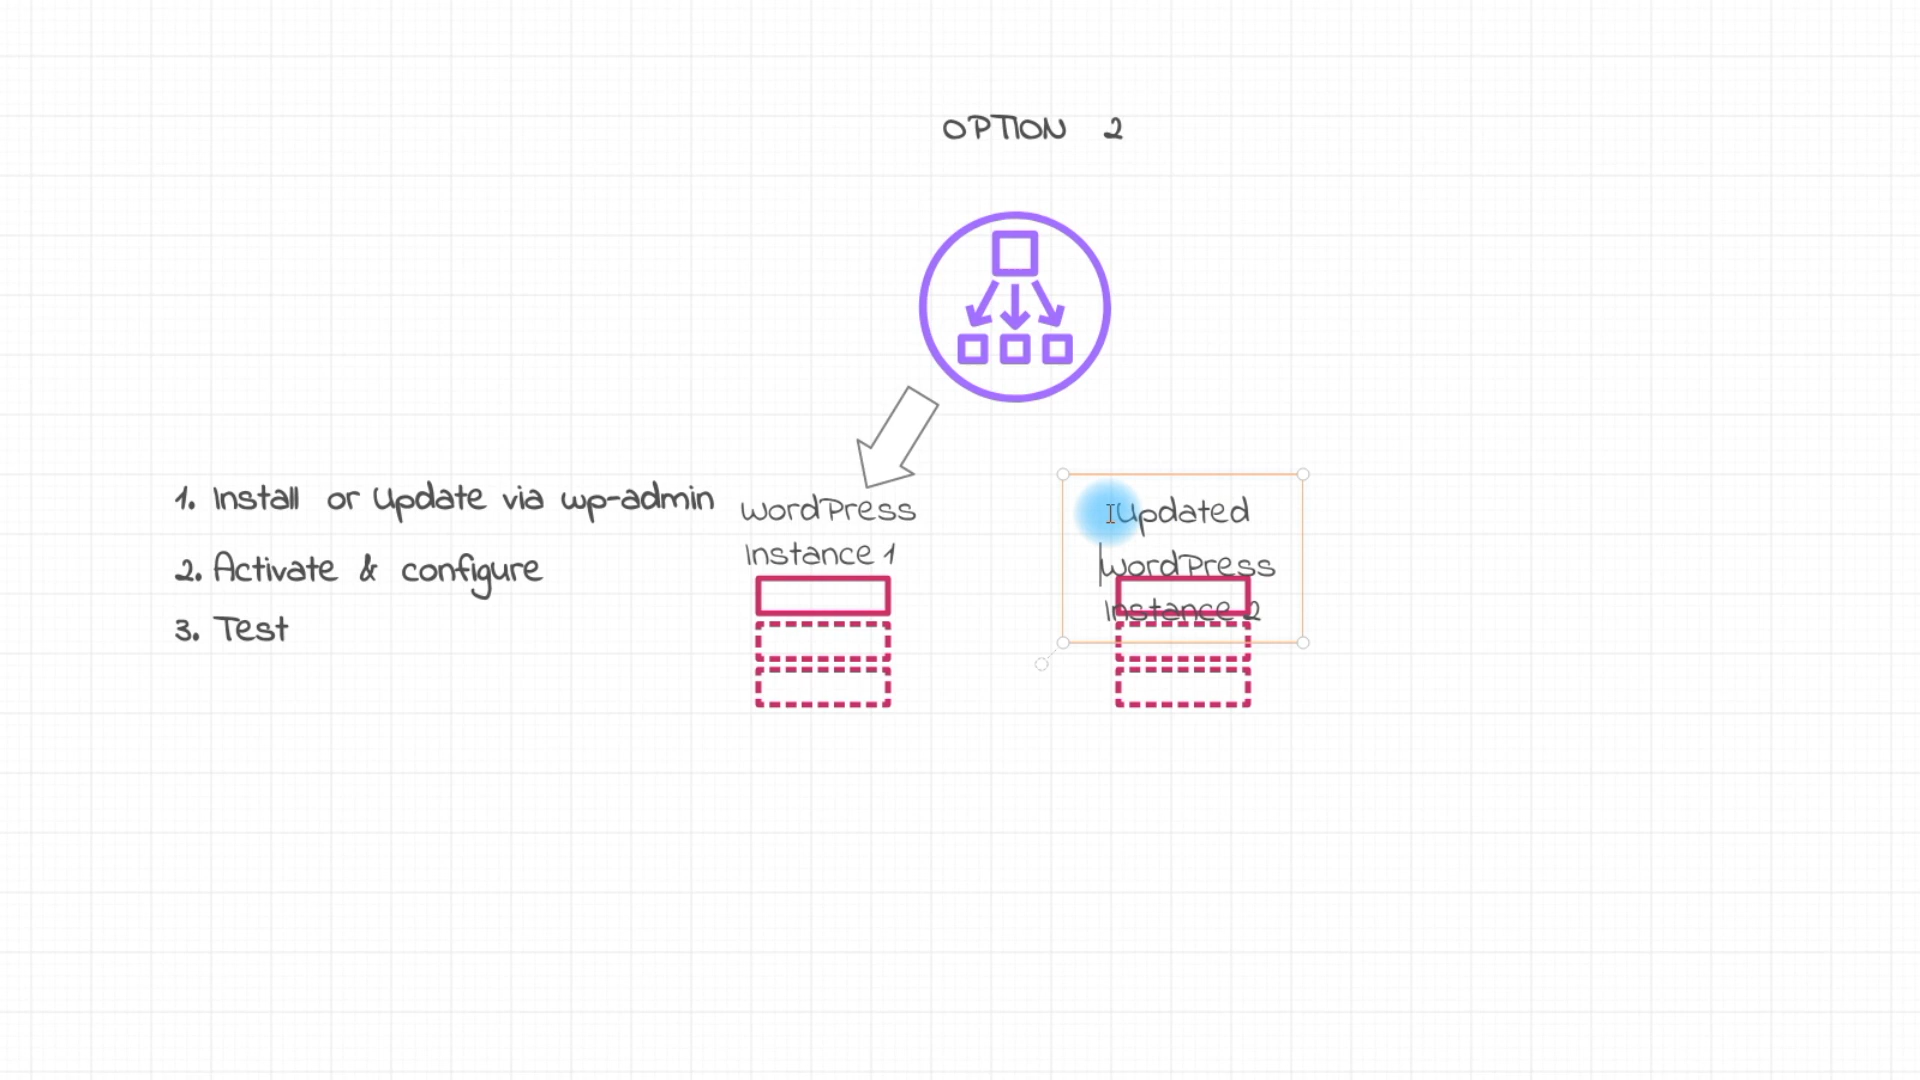 OPTION 2
1. Install or Update via wp-admin
2. Activate & configure
3. Test
WordPress
Instance 1
Updated
WordPress
Instance 2